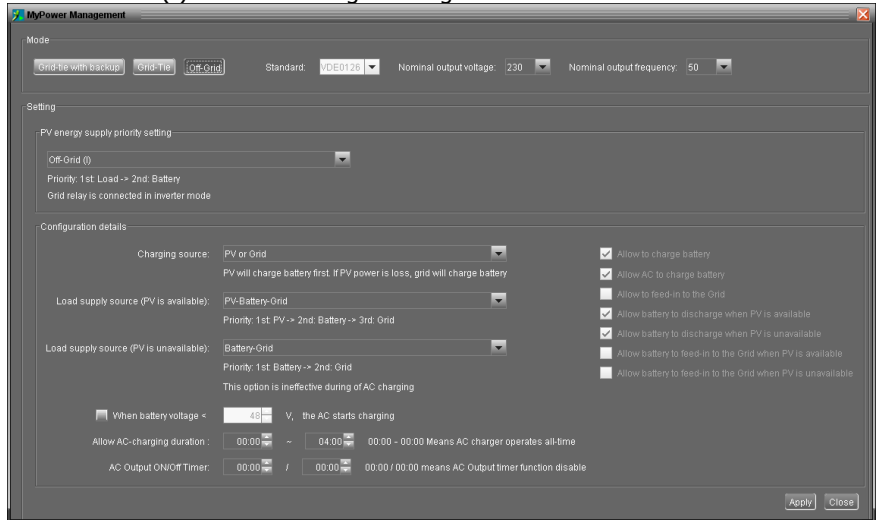 MyPower Management
Mode
Grid-tie with backup Grid-Tie Off-Grid Standard: VDE0126 Nominal output voltage: 230 Nominal output frequency: 50
Setting
PV energy supply priority setting
Off-Grid (I)
Priority: 1st: Load -> 2nd: Battery
Grid relay is connected in inverter mode
Configuration details
Charging source: PV or Grid
PV will charge battery first. If PV power is loss, grid will charge battery
Load supply source (PV is available): PV-Battery-Grid
Priority: 1st: PV -> 2nd: Battery -> 3rd: Grid
Load supply source (PV is unavailable): Battery-Grid
Priority: 1st: Battery -> 2nd: Grid
This option is ineffective during of AC charging
When battery voltage < 48 V, the AC starts charging
Allow AC-charging duration : 00:00 ~ 04:00 00:00 - 00:00 Means AC charger operates all-time
AC Output ON/Off Timer: 00:00 / 00:00 00:00 / 00:00 means AC Output timer function disable
Allow to charge battery
Allow AC to charge battery
Allow to feed-in to the Grid
Allow battery to discharge when PV is available
Allow battery to discharge when PV is unavailable
Allow battery to feed-in to the Grid when PV is available
Allow battery to feed-in to the Grid when PV is unavailable
Apply Close